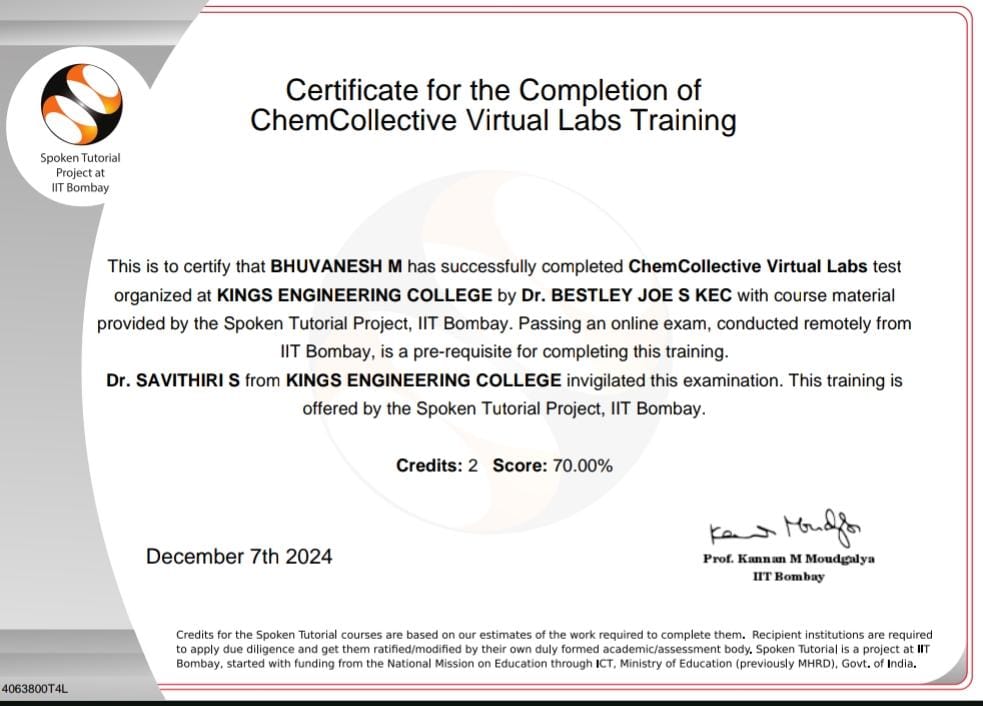 Spoken Tutorial
Project at
IIT Bombay
Certificate for the Completion of
ChemCollective Virtual Labs Training
This is to certify that BHUVANESH M has successfully completed ChemCollective Virtual Labs test
organized at KINGS ENGINEERING COLLEGE by Dr. BESTLEY JOE S KEC with course material
provided by the Spoken Tutorial Project, IIT Bombay. Passing an online exam, conducted remotely from
IIT Bombay, is a pre-requisite for completing this training.
Dr. SAVITHIRI S from KINGS ENGINEERING COLLEGE invigilated this examination. This training is
offered by the Spoken Tutorial Project, IIT Bombay.
Credits: 2 Score: 70.00%
December 7th 2024
Prof. Kannan M Moudgalya
IIT Bombay
Credits for the Spoken Tutorial courses are based on our estimates of the work required to complete them. Recipient institutions are required
to apply due diligence and get them ratified/modified by their own duly formed academic/assessment body. Spoken Tutorial is a project at IIT
Bombay, started with funding from the National Mission on Education through ICT, Ministry of Education (previously MHRD), Govt. of India.
4063800T4L